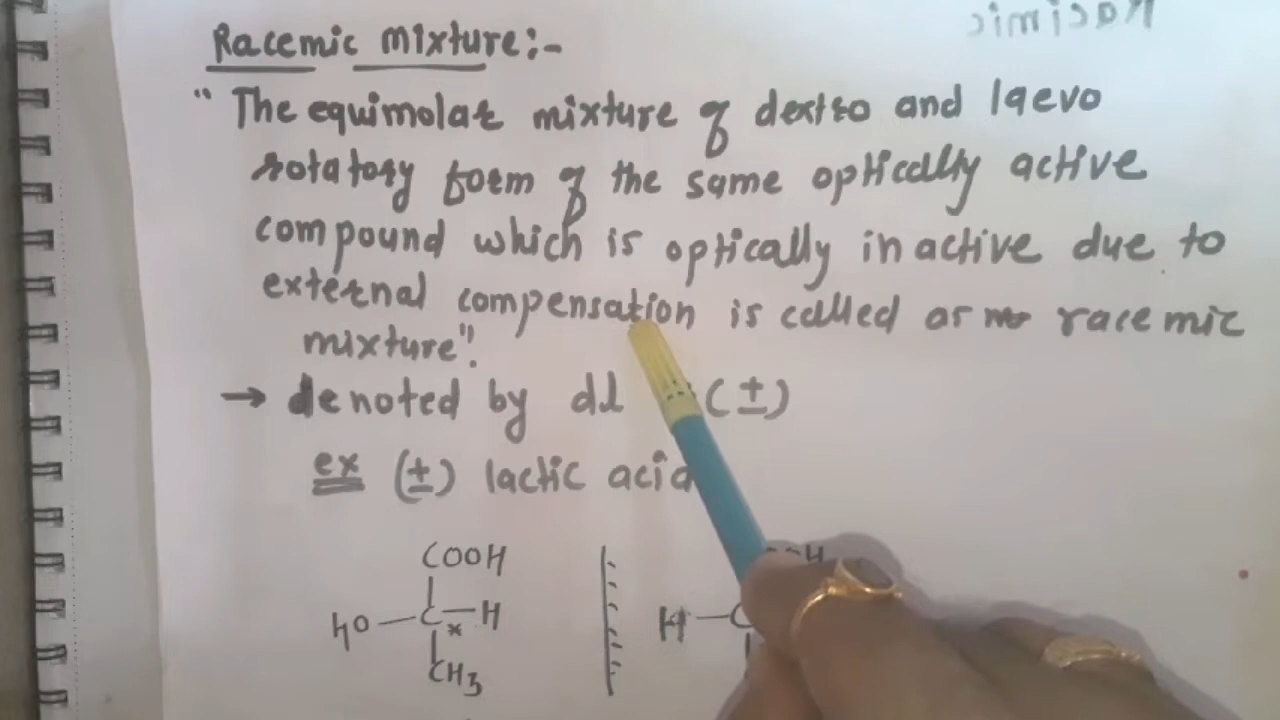 Racemic mixture:-
"The equimolar mixture of dextro and laevo
rotatory form of the same optically active
compound which is optically inactive due to
external compensation is called as racemic
mixture".
→ denoted by dl (±)
ex (±) lactic acid
COOH
HO—C—H H—C
*
CH3